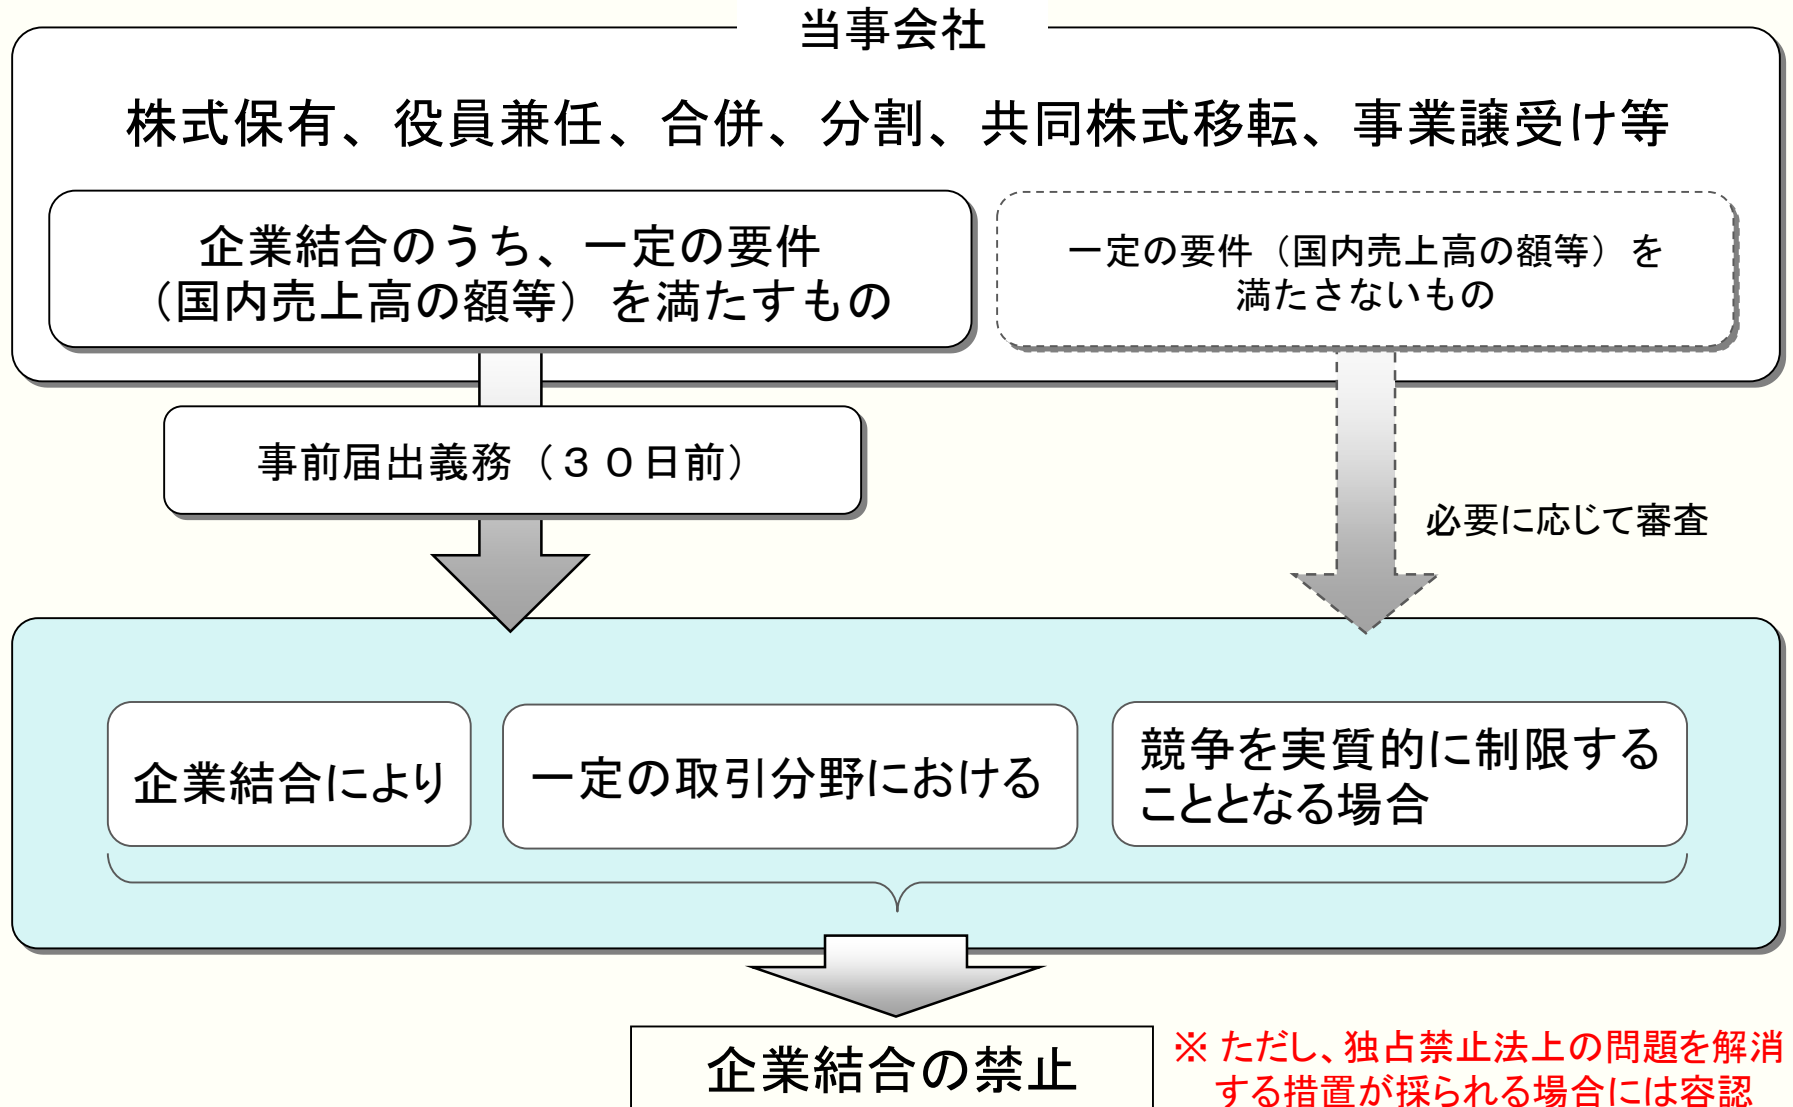 当事会社
株式保有、役員兼任、合併、分割、共同株式移転、事業譲受け等
企業結合のうち、一定の要件
（国内売上高の額等）を満たすもの
一定の要件（国内売上高の額等）を
満たさないもの
事前届出義務（３０日前）
必要に応じて審査
企業結合により
一定の取引分野における
競争を実質的に制限する
こととなる場合
企業結合の禁止
※ ただし、独占禁止法上の問題を解消
する措置が採られる場合には容認